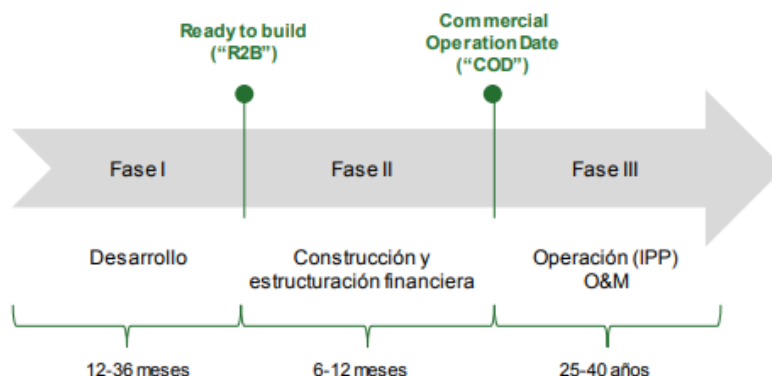 Ready to build
(“R2B”)
Commercial
Operation Date
(“COD”)
Fase I
Fase II
Fase III
Desarrollo
Construcción y
estructuración financiera
Operación (IPP)
O&M
12-36 meses
6-12 meses
25-40 años